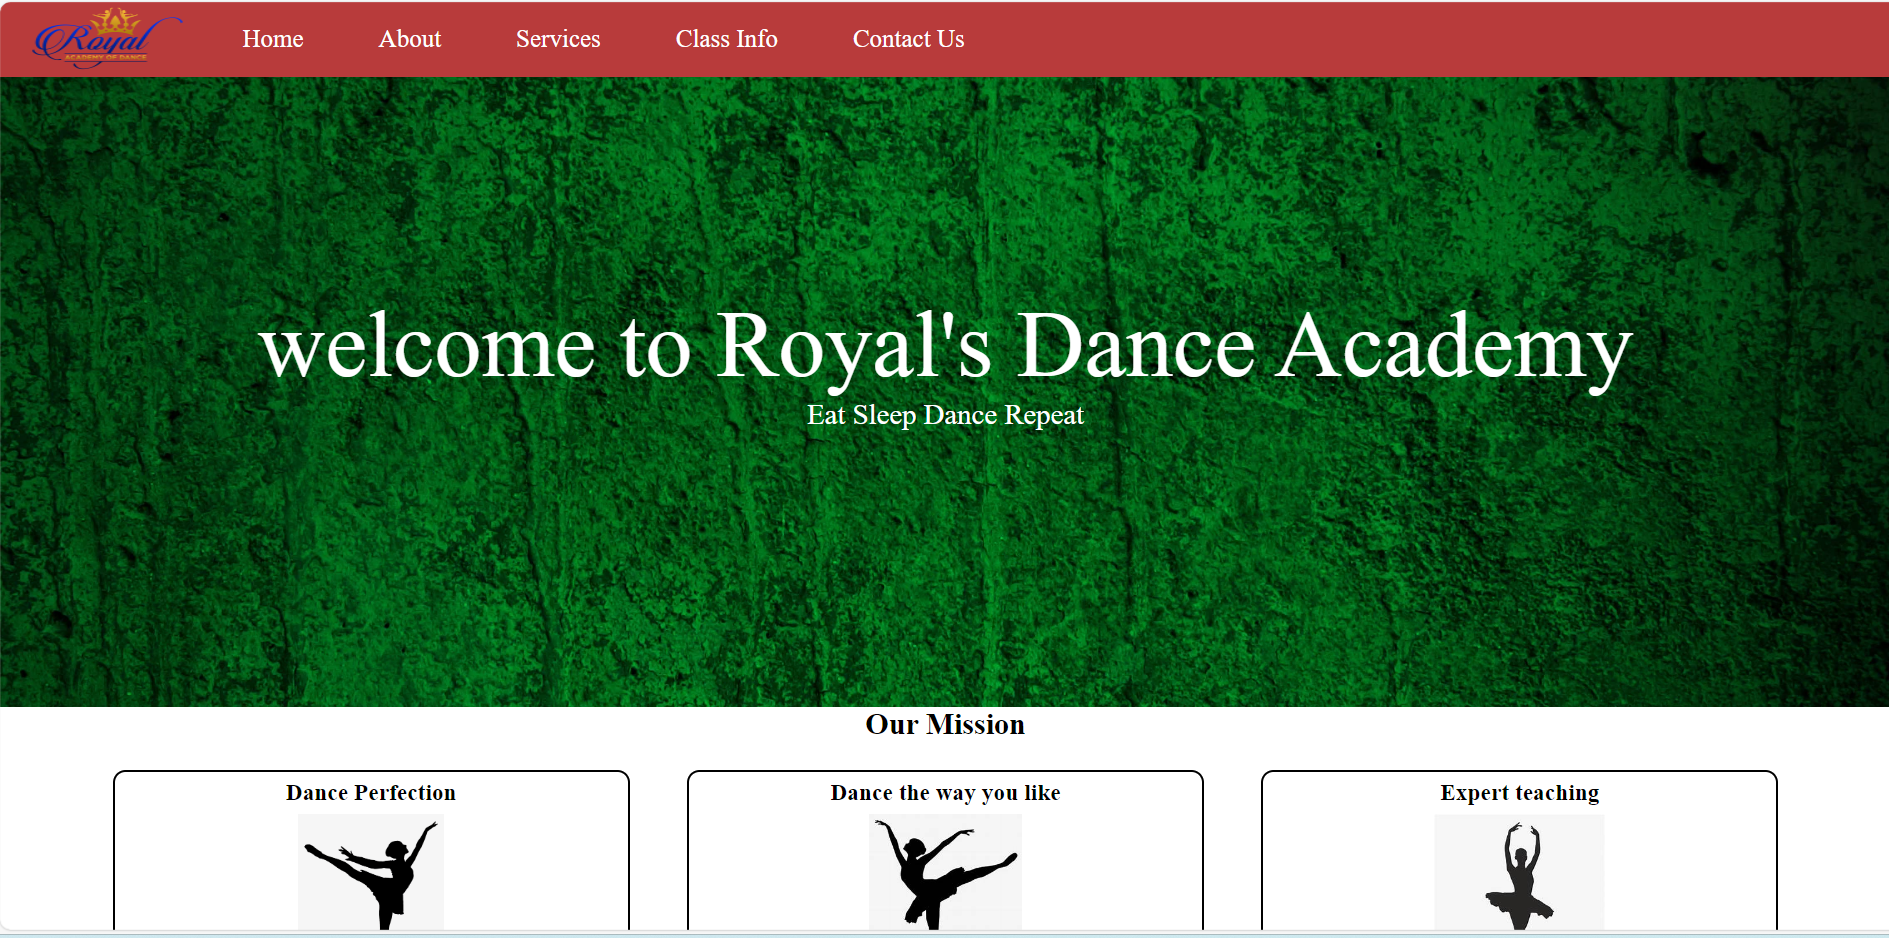 Royal
ACADEMY OF DANCE
Home About Services Class Info Contact Us
welcome to Royal's Dance Academy
Eat Sleep Dance Repeat
Our Mission
Dance Perfection Dance the way you like Expert teaching